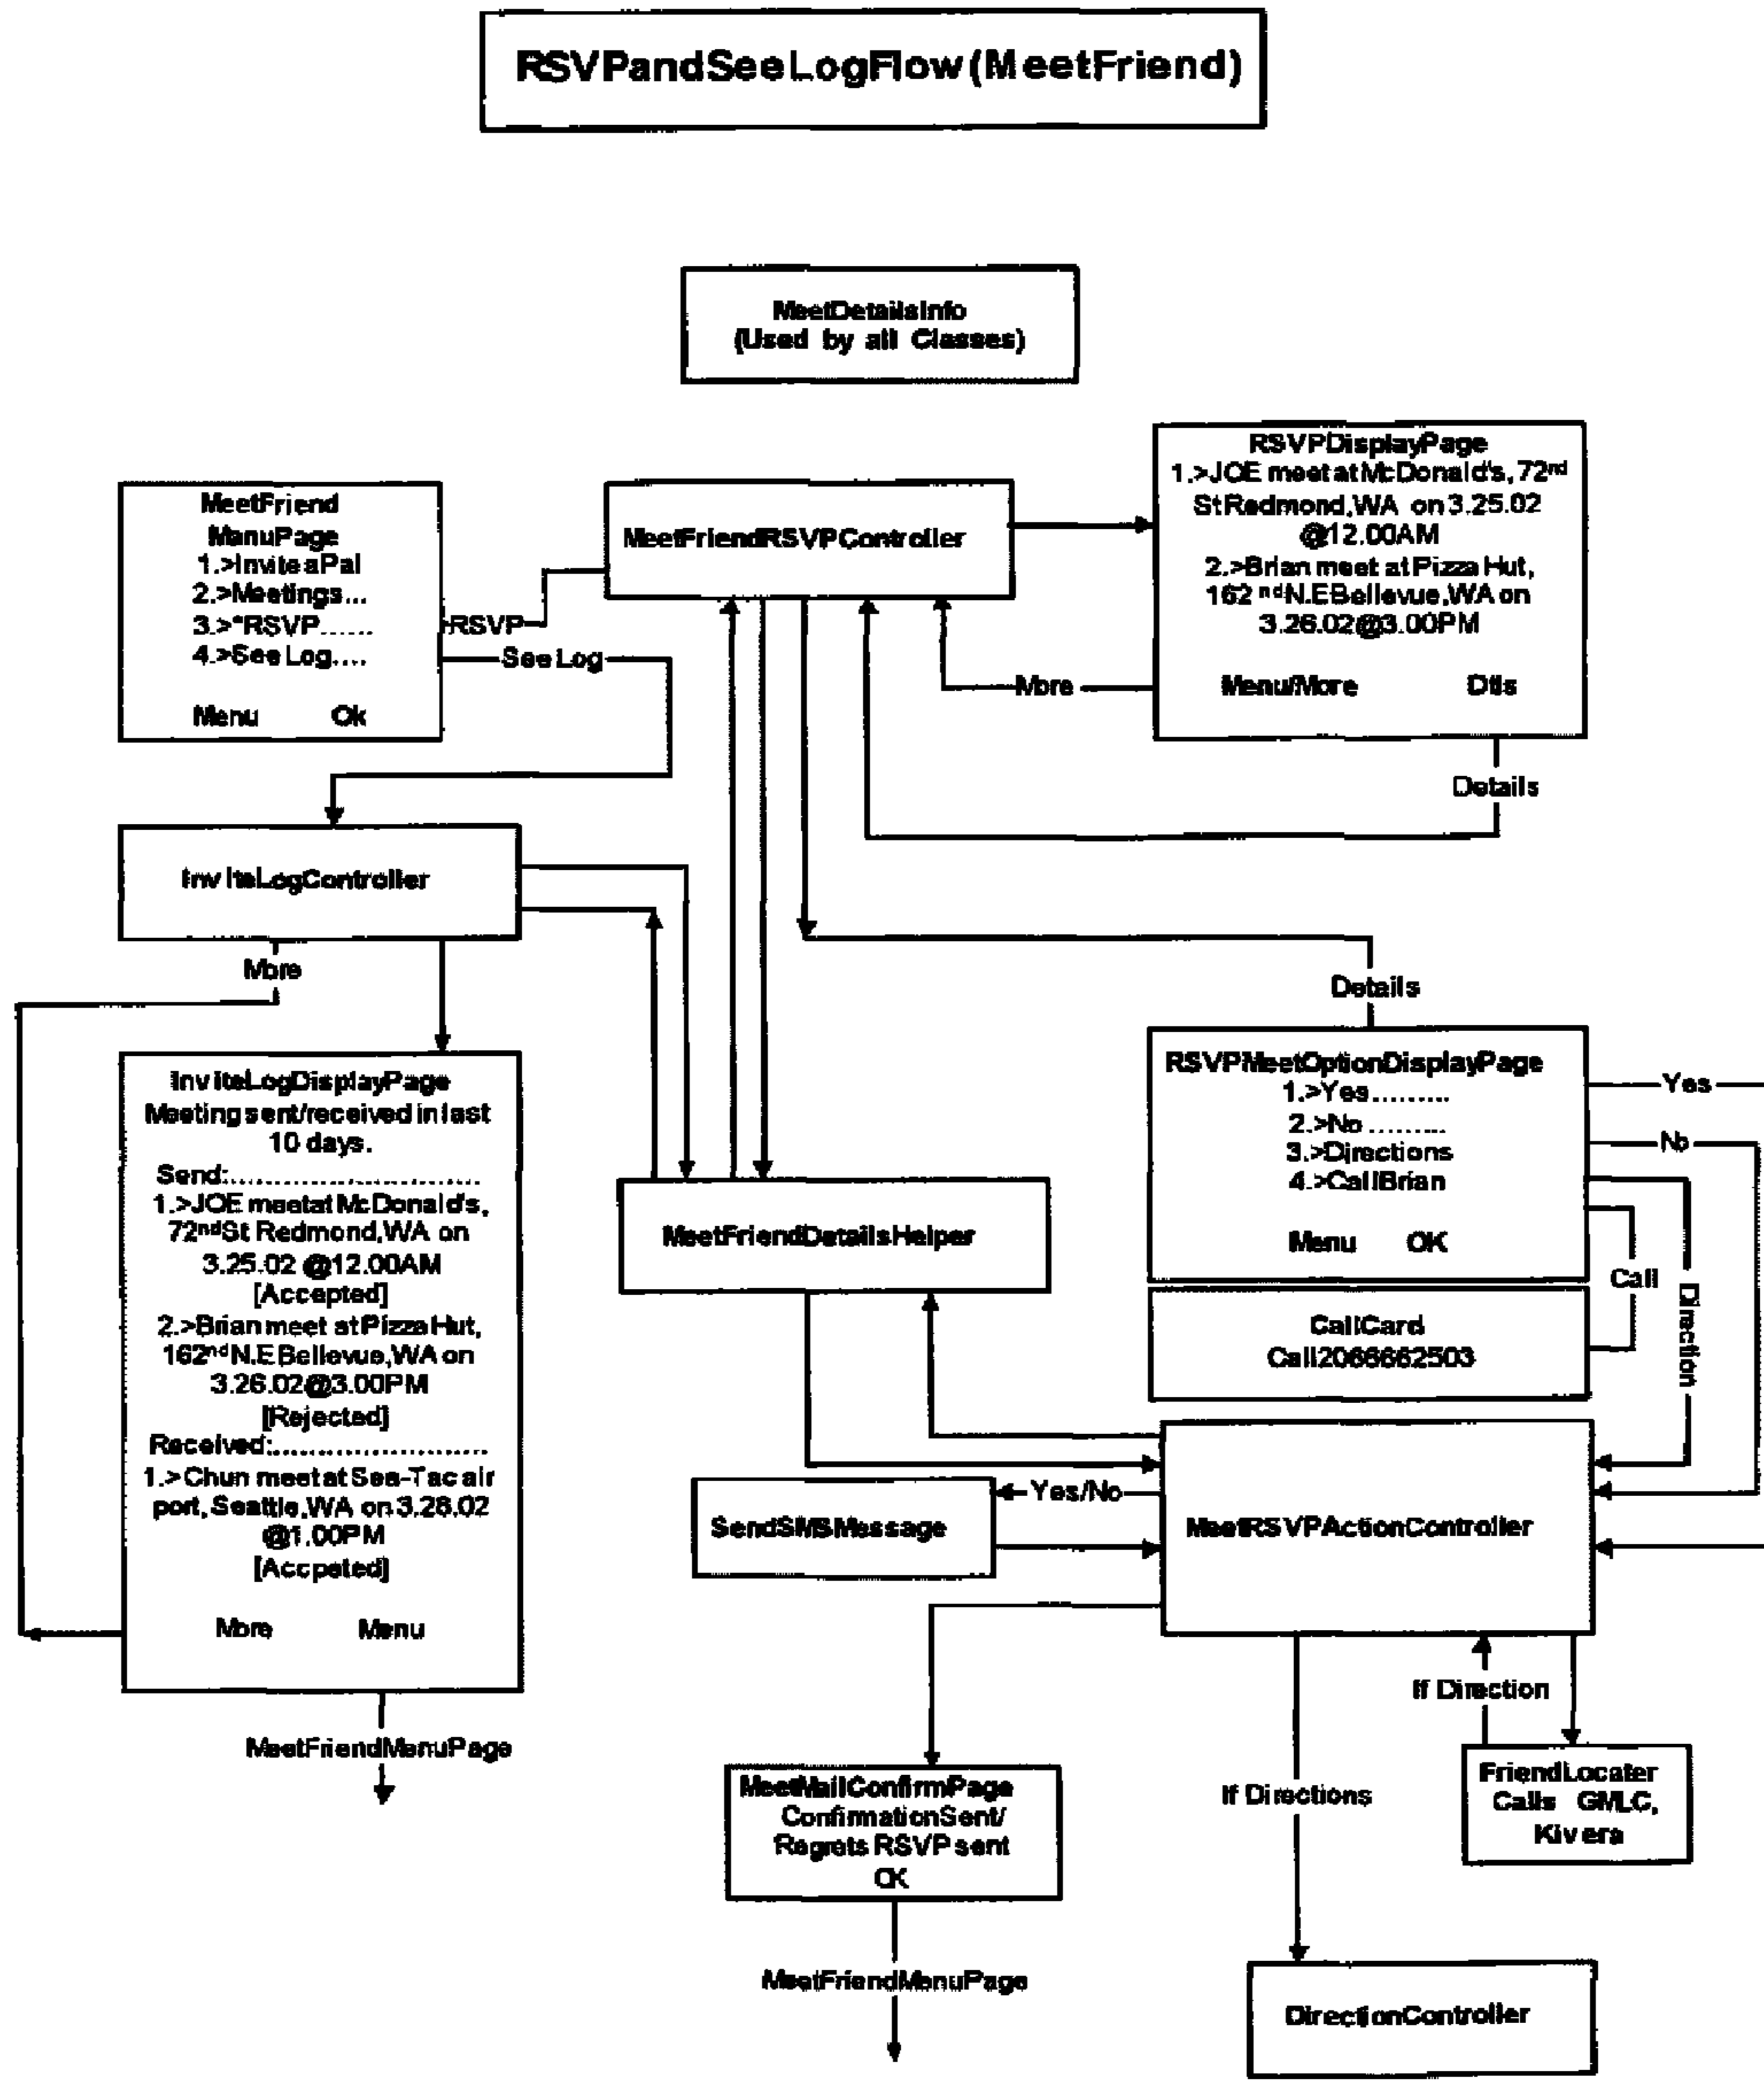 RSVPandSeeLogFlow(MeetFriend)
MeetDetailsInfo
(Used by all Classes)
MeetFriend
ManuPage
1.>InviteaPal
2.>Meetings...
3.>*RSVP......
4.>See Log....
Menu Ok
RSVP
See Log
MeetFriendRSVPController
RSVPDisplayPage
1.>JOE meet at McDonald's, 72nd
St Redmond, WA on 3.25.02
@12.00AM
2.>Brian meet at Pizza Hut,
162nd N.E Bellevue, WA on
3.26.02@3.00PM
Menu/More Dtls
More
Details
InviteLogController
More
Details
InviteLogDisplayPage
Meeting sent/received in last
10 days.
Send:............................
1.>JOE meet at McDonald's,
72nd St Redmond, WA on
3.25.02 @12.00AM
[Accepted]
2.>Brian meet at Pizza Hut,
162nd N.E Bellevue, WA on
3.26.02@3.00PM
[Rejected]
Received:........................
1.>Chun meet at Sea-Tac air
port, Seattle, WA on 3.28.02
@1.00PM
[Accpeted]
More Menu
MeetFriendMenuPage
MeetFriendDetailsHelper
RSVPMeetOptionDisplayPage
1.>Yes.........
2.>No.........
3.>Directions
4.>CallBrian
Menu OK
Yes
No
Call
Direction
CallCard
Call2066662503
SendSMSMessage
Yes/No
MeetRSVPActionController
If Direction
If Directions
MeetMailConfirmPage
ConfirmationSent/
Regrets RSVP sent
OK
MeetFriendMenuPage
FriendLocater
Calls GMLC,
Kivera
DirectionController